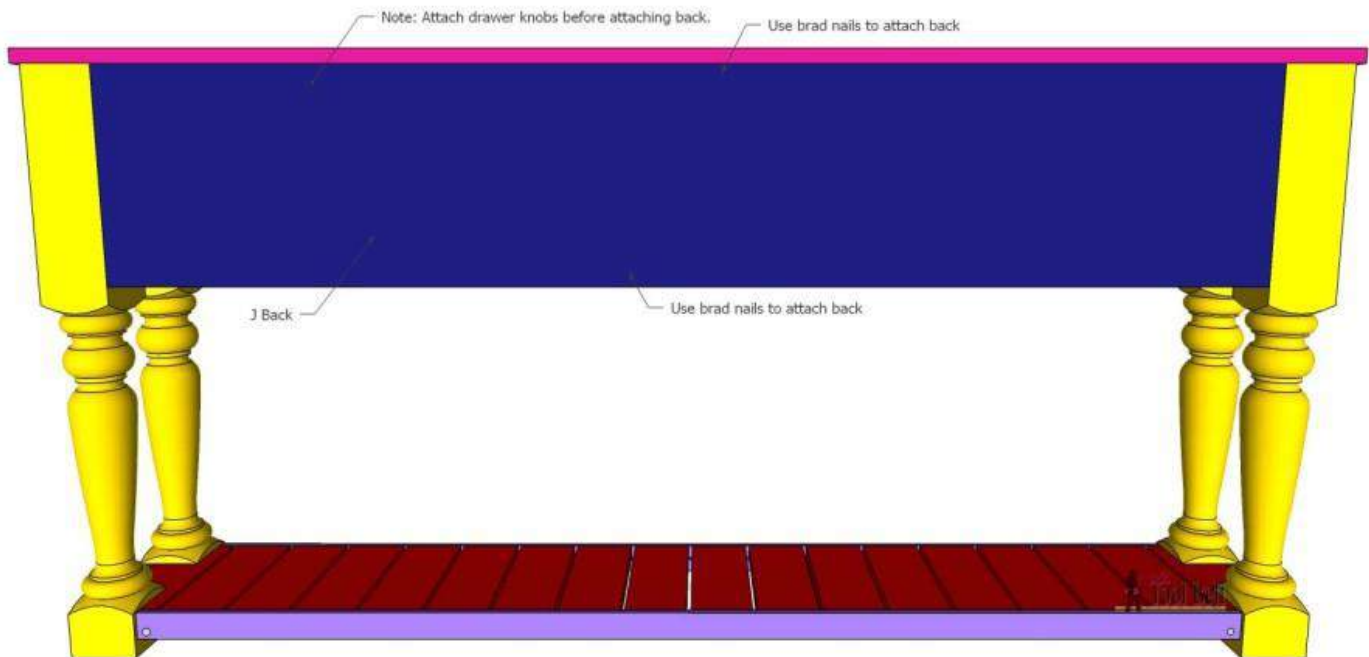 Note: Attach drawer knobs before attaching back.
Use brad nails to attach back
J Back
Use brad nails to attach back